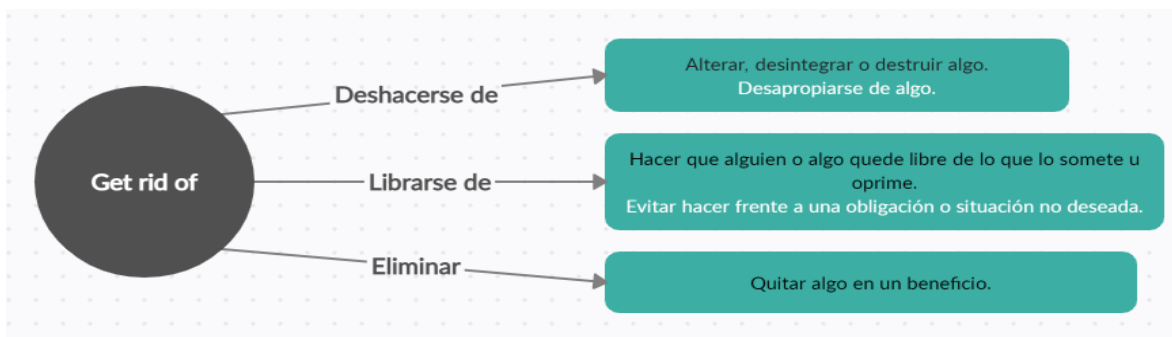 Get rid of
Deshacerse de
Alterar, desintegrar o destruir algo.
Desapropiarse de algo.
Librarse de
Hacer que alguien o algo quede libre de lo que lo somete u
oprime.
Evitar hacer frente a una obligación o situación no deseada.
Eliminar
Quitar algo en un beneficio.